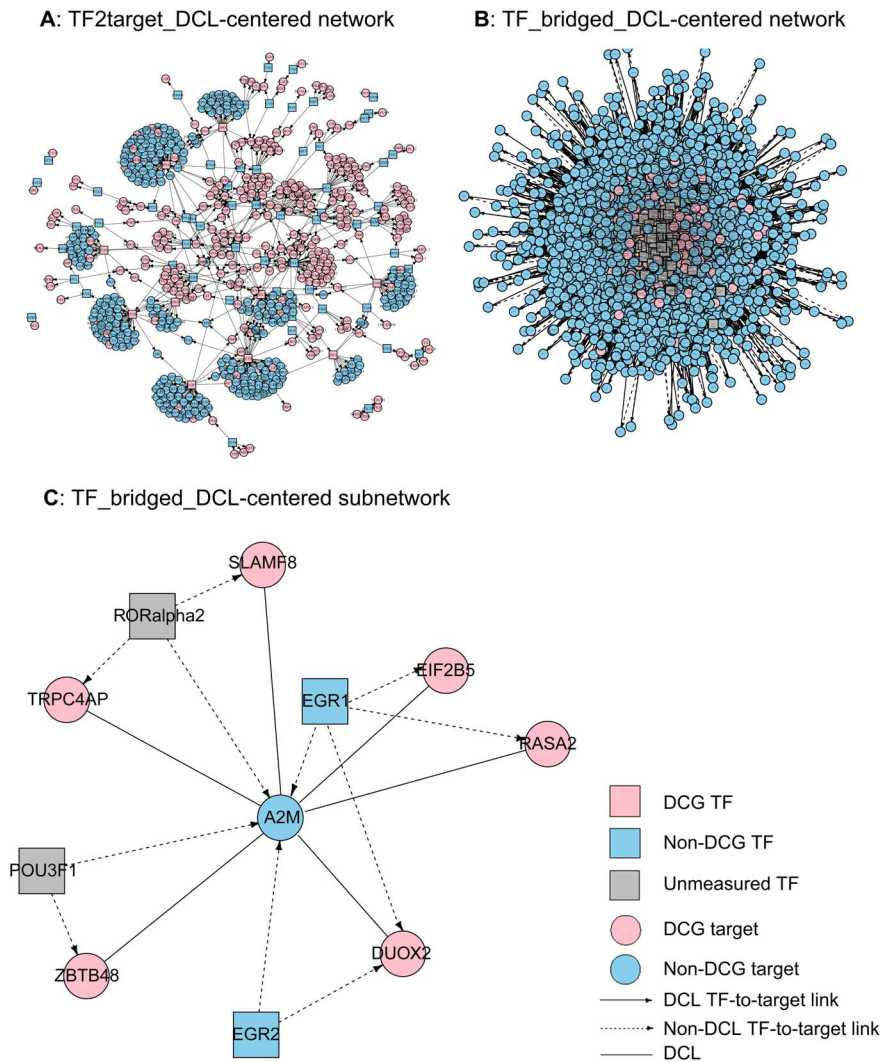 A: TF2target_DCL-centered network
B: TF_bridged_DCL-centered network
C: TF_bridged_DCL-centered subnetwork
SLAMF8
RORalpha2
EIF2B5
TRPC4AP
EGR1
RASA2
A2M
DCG TF
Non-DCG TF
POU3F1
Unmeasured TF
DCG target
DUOX2
ZBTB48
Non-DCG target
DCL TF-to-target link
EGR2
Non-DCL TF-to-target link
DCL